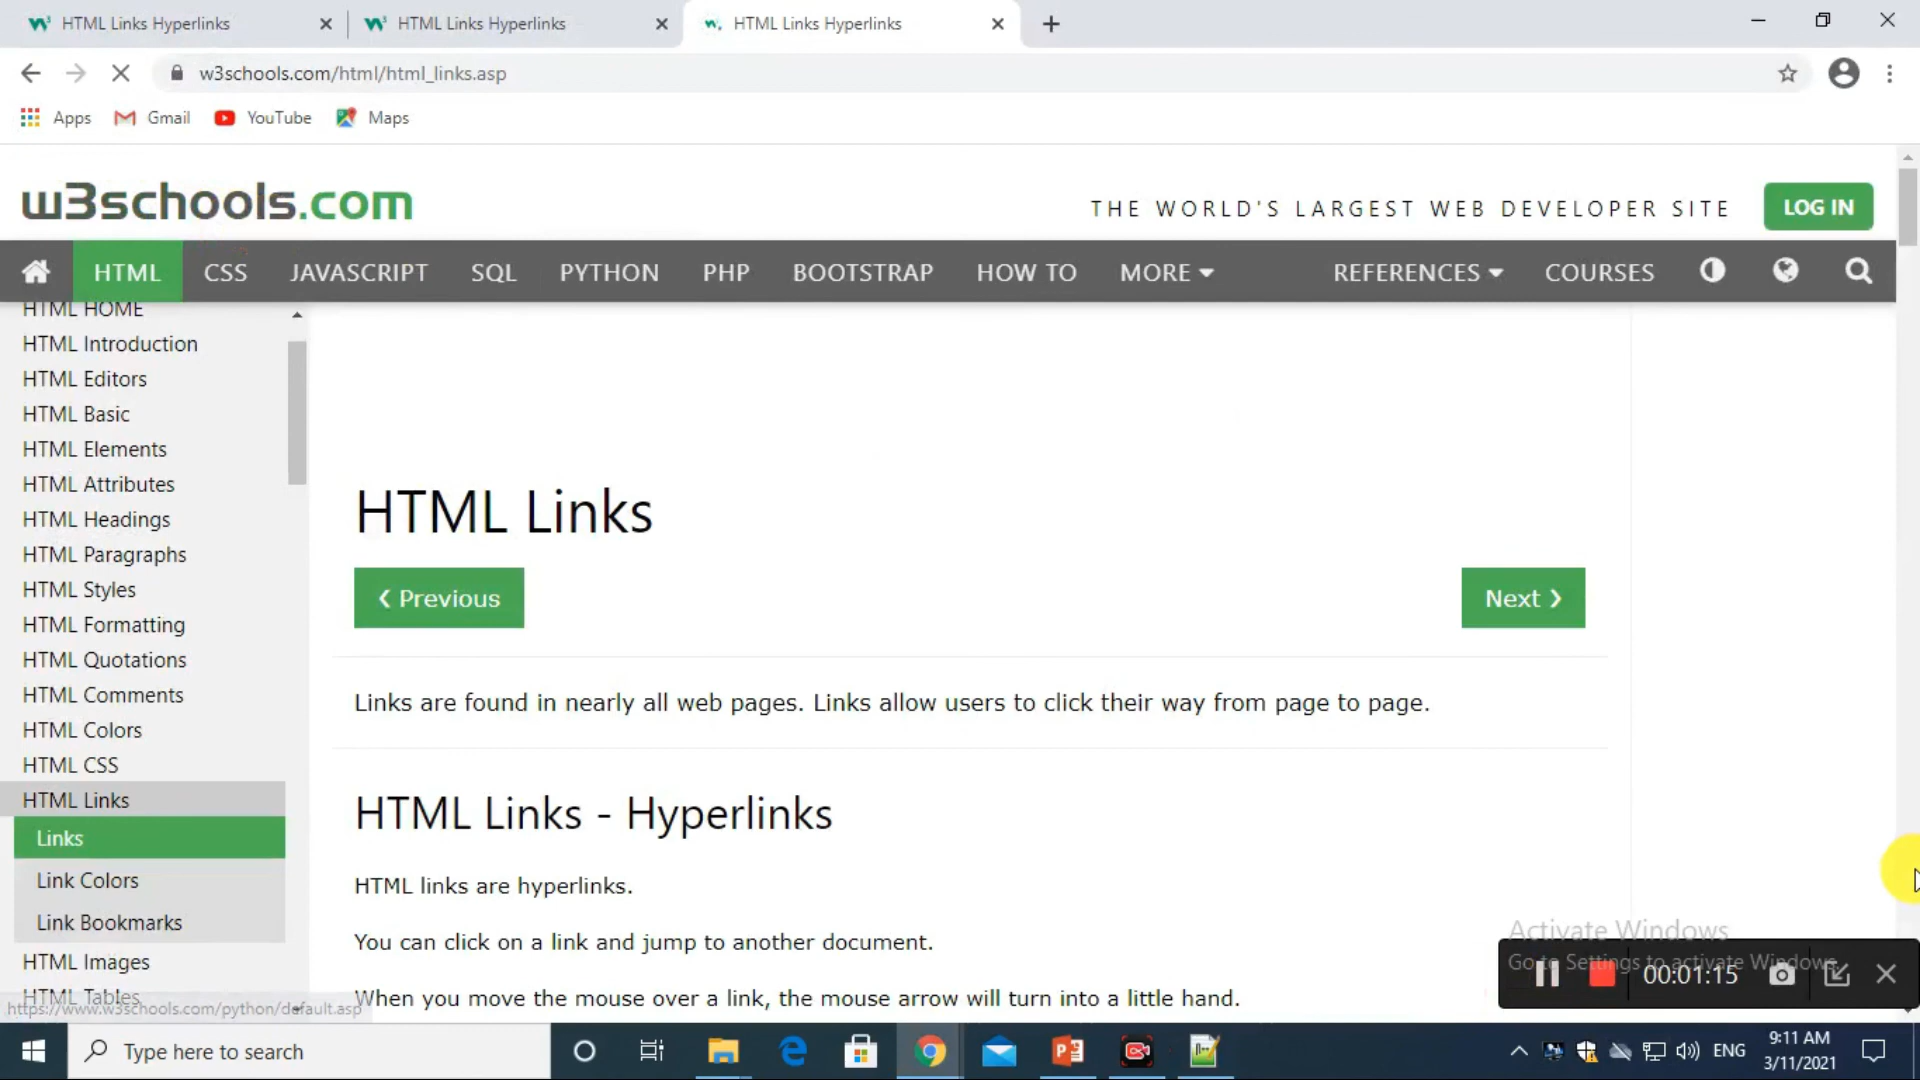 HTML Links Hyperlinks
HTML Links Hyperlinks
HTML Links Hyperlinks
w3schools.com/html/html_links.asp
Apps
Gmail
YouTube
Maps
w3schools.com
THE WORLD'S LARGEST WEB DEVELOPER SITE
LOG IN
HTML
CSS
JAVASCRIPT
SQL
PYTHON
PHP
BOOTSTRAP
HOW TO
MORE
REFERENCES
COURSES
HTML HOME
HTML Introduction
HTML Editors
HTML Basic
HTML Elements
HTML Attributes
HTML Headings
HTML Paragraphs
HTML Styles
HTML Formatting
HTML Quotations
HTML Comments
HTML Colors
HTML CSS
HTML Links
Links
Link Colors
Link Bookmarks
HTML Images
HTML Tables
https://www.w3schools.com/python/default.asp
HTML Links
❮ Previous
Next ❯
Links are found in nearly all web pages. Links allow users to click their way from page to page.
HTML Links - Hyperlinks
HTML links are hyperlinks.
You can click on a link and jump to another document.
When you move the mouse over a link, the mouse arrow will turn into a little hand.
Activate Windows
Go to Settings to activate Windows.
00:01:15
Type here to search
ENG
9:11 AM
3/11/2021